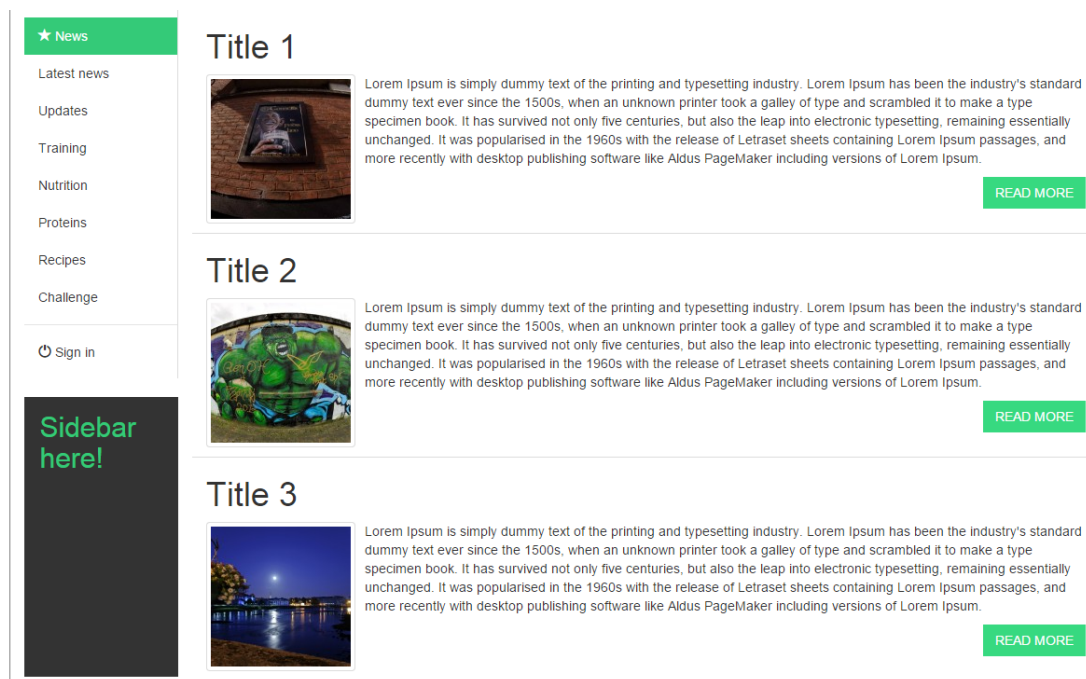 News
Latest news
Updates
Training
Nutrition
Proteins
Recipes
Challenge
Sign in
Sidebar
here!
Title 1
Lorem Ipsum is simply dummy text of the printing and typesetting industry. Lorem Ipsum has been the industry's standard
dummy text ever since the 1500s, when an unknown printer took a galley of type and scrambled it to make a type
specimen book. It has survived not only five centuries, but also the leap into electronic typesetting, remaining essentially
unchanged. It was popularised in the 1960s with the release of Letraset sheets containing Lorem Ipsum passages, and
more recently with desktop publishing software like Aldus PageMaker including versions of Lorem Ipsum.
READ MORE
Title 2
Lorem Ipsum is simply dummy text of the printing and typesetting industry. Lorem Ipsum has been the industry's standard
dummy text ever since the 1500s, when an unknown printer took a galley of type and scrambled it to make a type
specimen book. It has survived not only five centuries, but also the leap into electronic typesetting, remaining essentially
unchanged. It was popularised in the 1960s with the release of Letraset sheets containing Lorem Ipsum passages, and
more recently with desktop publishing software like Aldus PageMaker including versions of Lorem Ipsum.
READ MORE
Title 3
Lorem Ipsum is simply dummy text of the printing and typesetting industry. Lorem Ipsum has been the industry's standard
dummy text ever since the 1500s, when an unknown printer took a galley of type and scrambled it to make a type
specimen book. It has survived not only five centuries, but also the leap into electronic typesetting, remaining essentially
unchanged. It was popularised in the 1960s with the release of Letraset sheets containing Lorem Ipsum passages, and
more recently with desktop publishing software like Aldus PageMaker including versions of Lorem Ipsum.
READ MORE